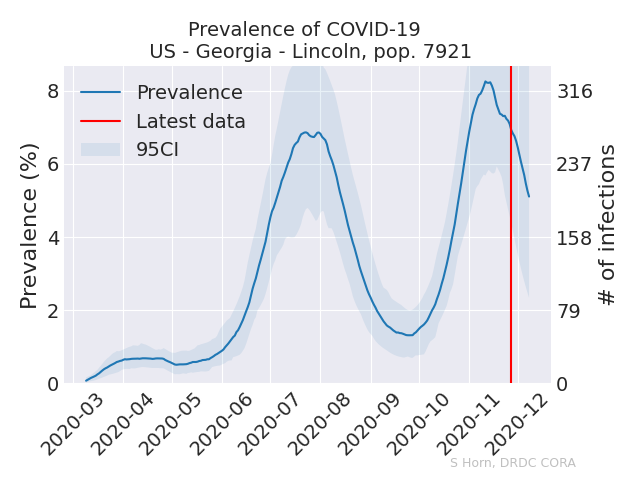 Prevalence of COVID-19
US - Georgia - Lincoln, pop. 7921
Prevalence
Latest data
95CI
Prevalence (%)
8
6
4
2
0
316
237
158
79
0
# of infections
2020-03
2020-04
2020-05
2020-06
2020-07
2020-08
2020-09
2020-10
2020-11
2020-12
S Horn, DRDC CORA